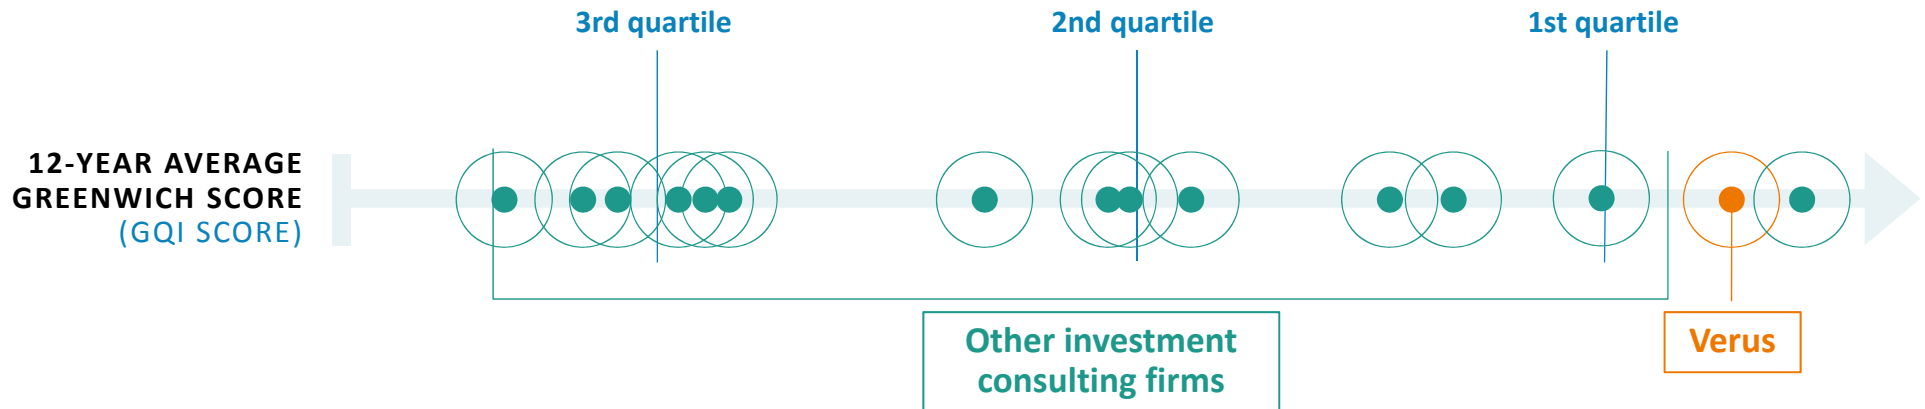 3rd quartile
2nd quartile
1st quartile
12-YEAR AVERAGE
GREENWICH SCORE
(GQI SCORE)
Other investment
consulting firms
Verus